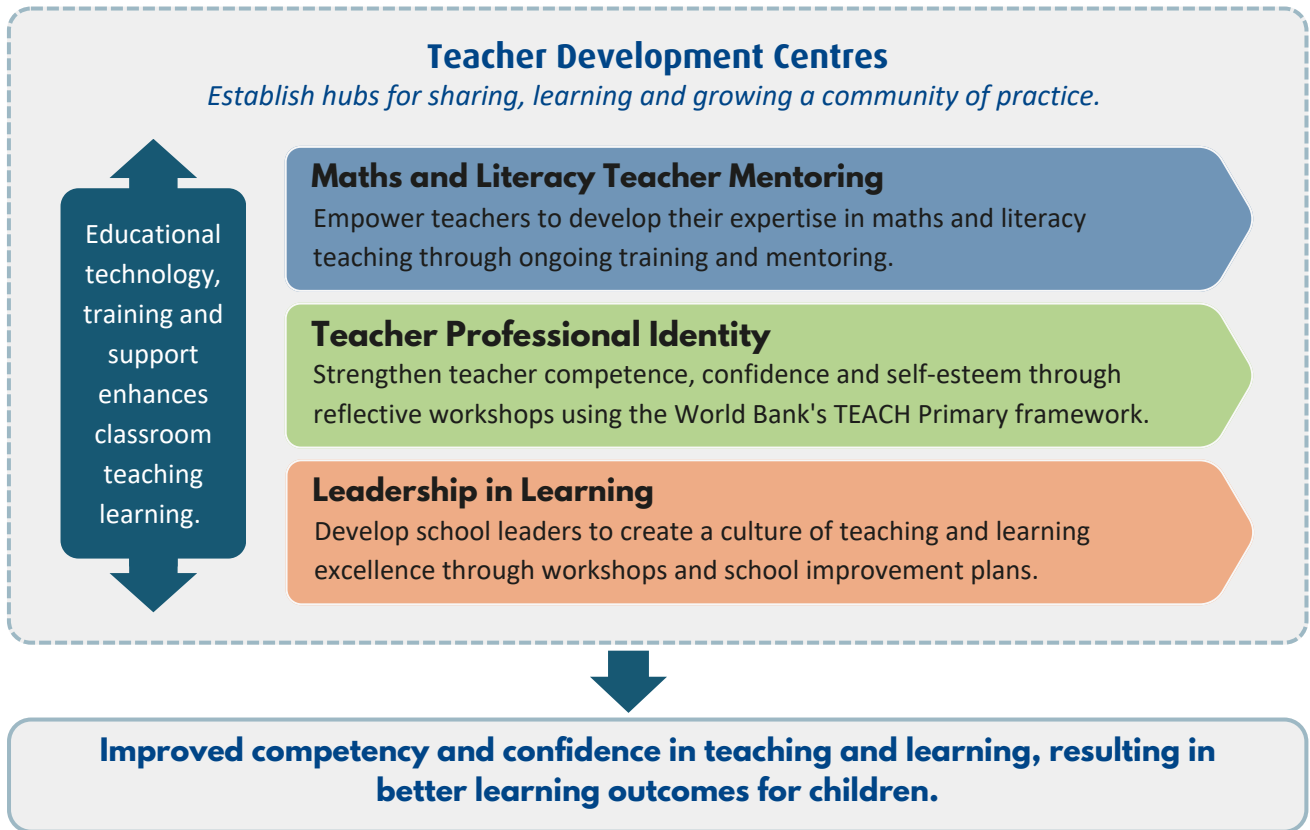 Teacher Development Centres
Establish hubs for sharing, learning and growing a community of practice.
Educational
technology,
training and
support
enhances
classroom
teaching
learning.
Maths and Literacy Teacher Mentoring
Empower teachers to develop their expertise in maths and literacy
teaching through ongoing training and mentoring.
Teacher Professional Identity
Strengthen teacher competence, confidence and self-esteem through
reflective workshops using the World Bank's TEACH Primary framework.
Leadership in Learning
Develop school leaders to create a culture of teaching and learning
excellence through workshops and school improvement plans.
Improved competency and confidence in teaching and learning, resulting in
better learning outcomes for children.